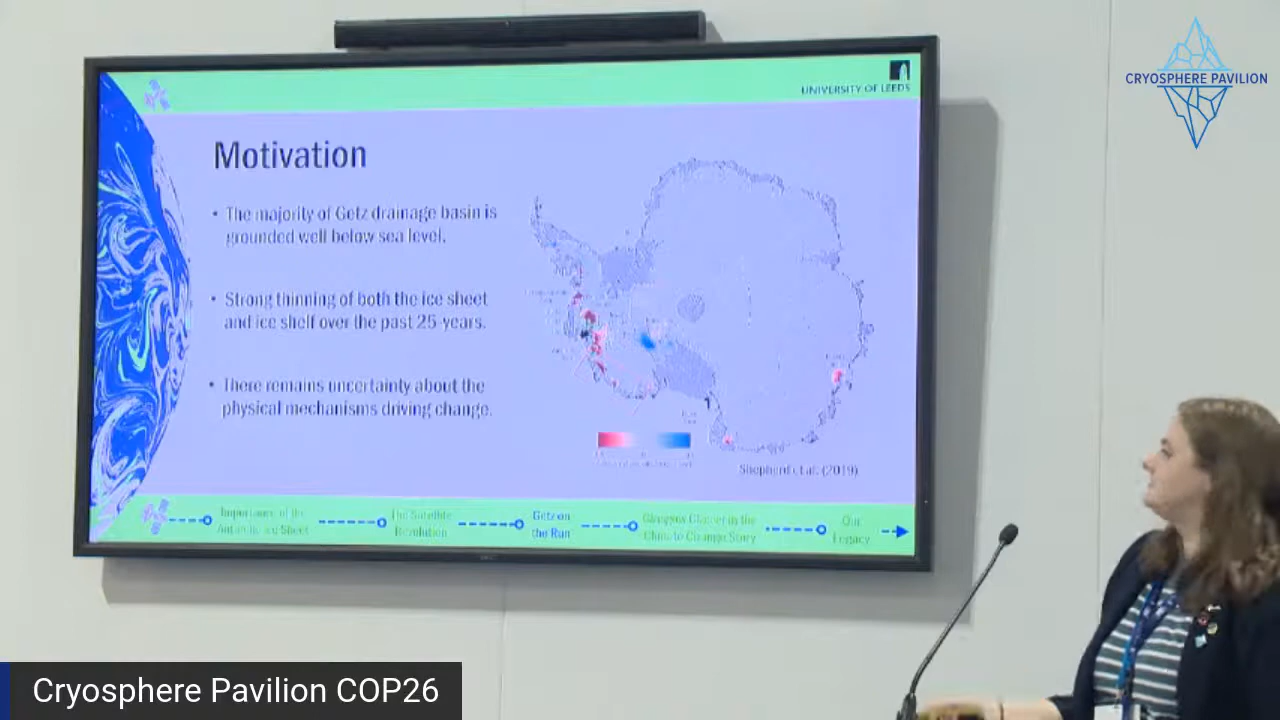 CRYOSPHERE PAVILION
UNIVERSITY OF LEEDS
Motivation
• The majority of Getz drainage basin is
grounded well below sea level.
• Strong thinning of both the ice sheet
and ice shelf over the past 25 years.
• There remains uncertainty about the
physical mechanisms driving change.
Shepherd et al. (2019)
Importance of the
Antarctic Ice Sheet
The Satellite
Revolution
Getz on
the Run
Glasgow Glacier in the
Climate Change Story
Our
Legacy
Cryosphere Pavilion COP26